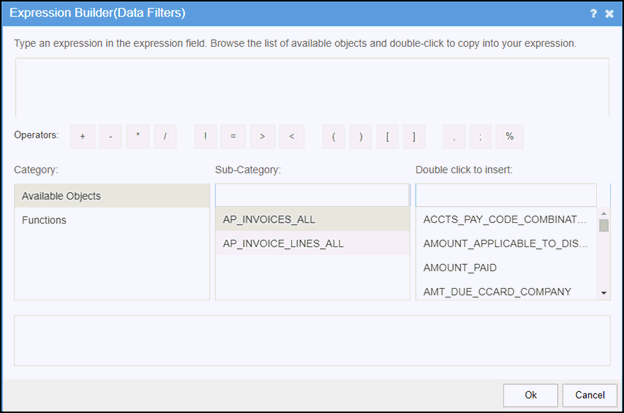 Expression Builder(Data Filters) ? ✖
Type an expression in the expression field. Browse the list of available objects and double-click to copy into your expression.
Operators: + - * / ! = > < ( ) [ ] . ; %
Category: Sub-Category: Double click to insert:
Available Objects
Functions
AP_INVOICES_ALL
AP_INVOICE_LINES_ALL
ACCTS_PAY_CODE_COMBINAT...
AMOUNT_APPLICABLE_TO_DIS...
AMOUNT_PAID
AMT_DUE_CCARD_COMPANY
Ok Cancel